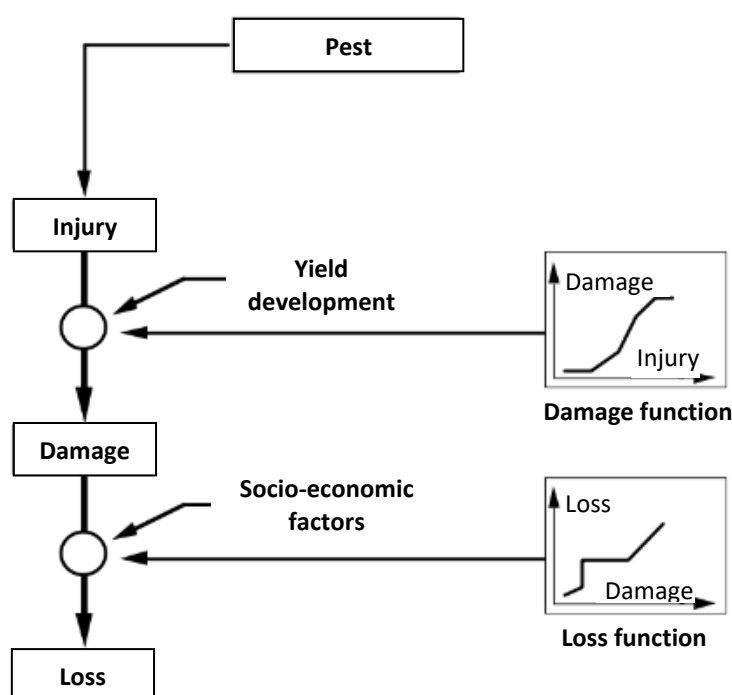 Pest
Injury
Yield
development
Damage
Injury
Damage function
Damage
Socio-economic
factors
Loss
Damage
Loss function
Loss